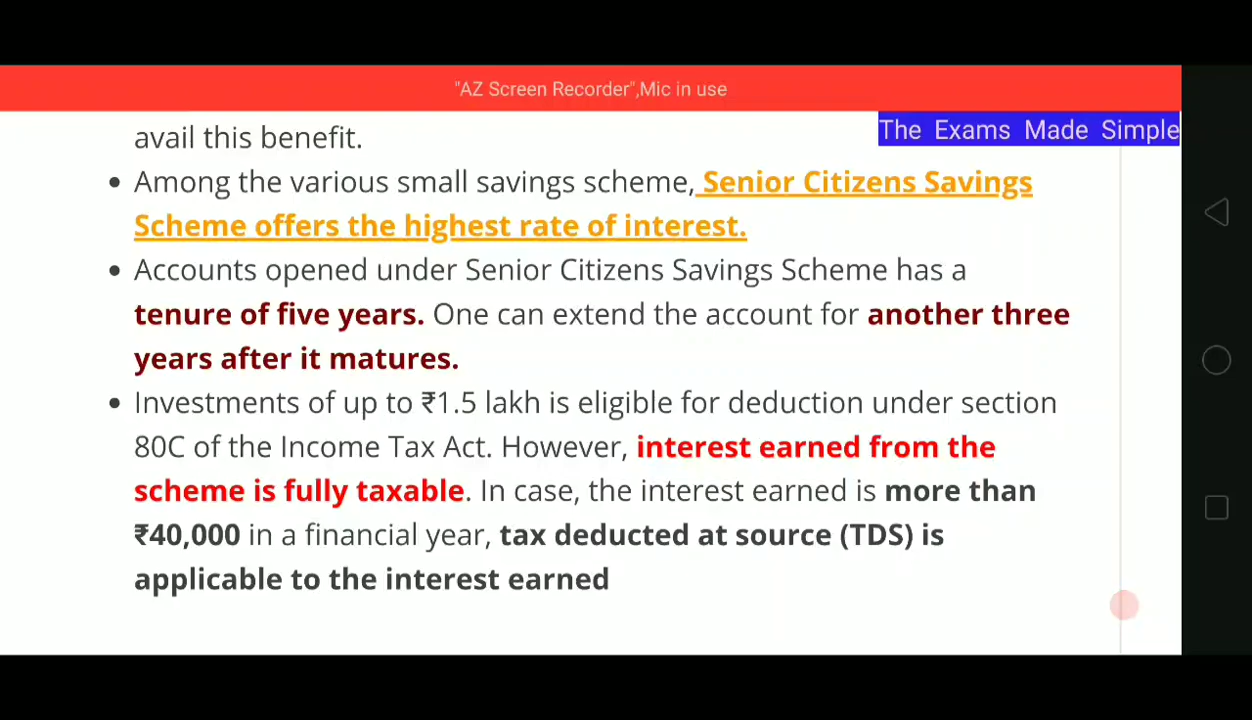 "AZ Screen Recorder",Mic in use
The Exams Made Simple
avail this benefit.
• Among the various small savings scheme, Senior Citizens Savings
Scheme offers the highest rate of interest.
• Accounts opened under Senior Citizens Savings Scheme has a
tenure of five years. One can extend the account for another three
years after it matures.
• Investments of up to ₹1.5 lakh is eligible for deduction under section
80C of the Income Tax Act. However, interest earned from the
scheme is fully taxable. In case, the interest earned is more than
₹40,000 in a financial year, tax deducted at source (TDS) is
applicable to the interest earned